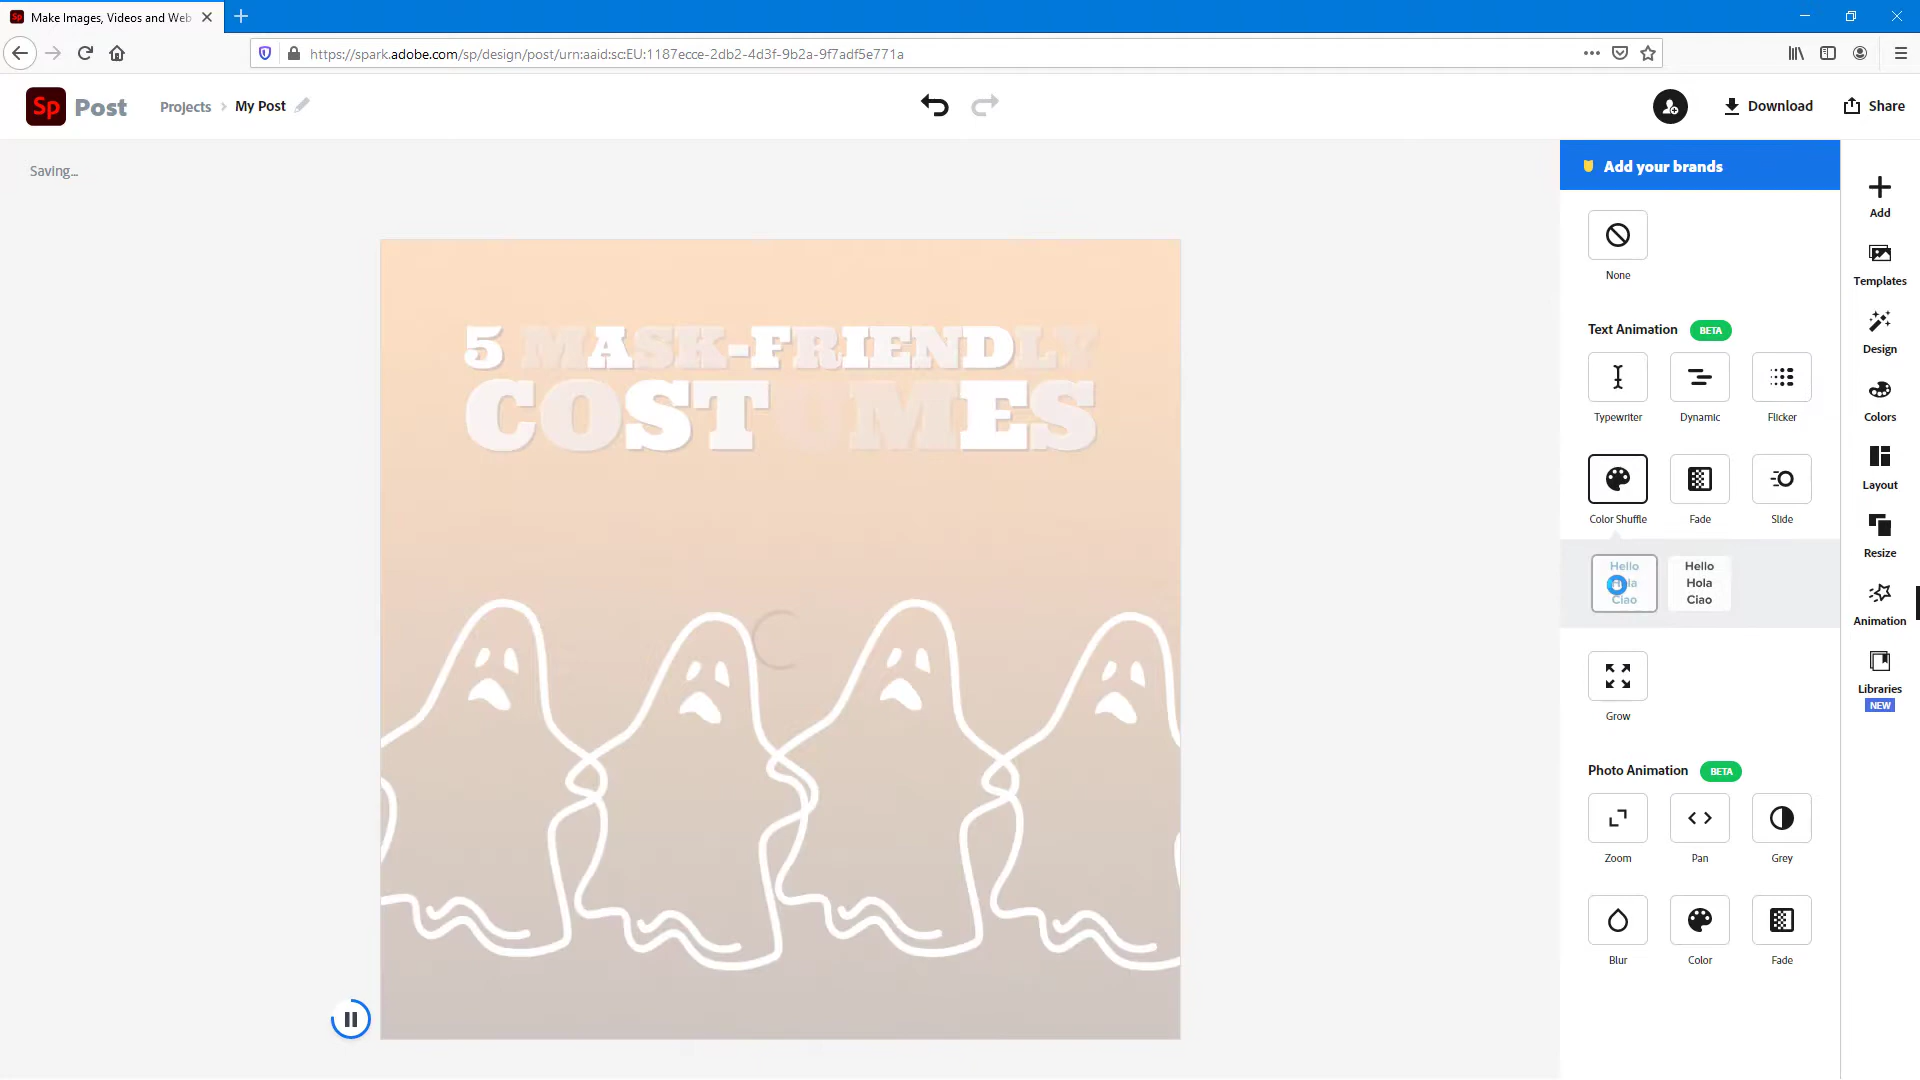 Make Images, Videos and Web
https://spark.adobe.com/sp/design/post/urn:aaid:sc:EU:1187ecce-2db2-4d3f-9b2a-9f7adf5e771a
Sp Post
Projects
My Post
Download
Share
Saving...
Add your brands
None
Text Animation BETA
Typewriter
Dynamic
Flicker
Color Shuffle
Fade
Slide
Hello
Ciao
Hello
Hola
Ciao
Grow
Photo Animation BETA
Zoom
Pan
Grey
Blur
Color
Fade
Add
Templates
Design
Colors
Layout
Resize
Animation
Libraries
NEW
5 MASK-FRIENDLY
COSTUMES